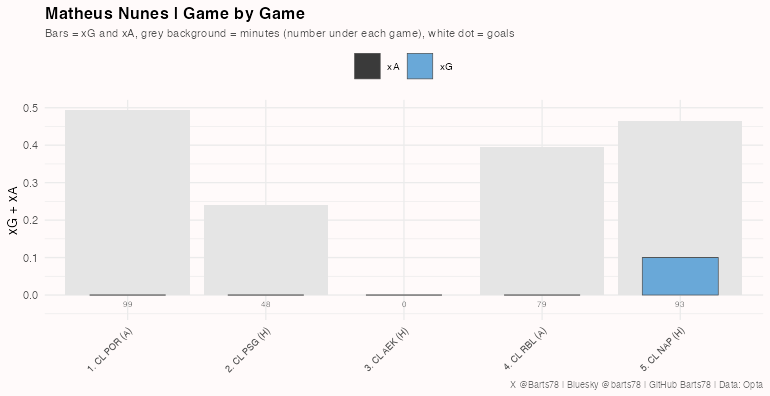 Matheus Nunes | Game by Game
Bars = xG and xA, grey background = minutes (number under each game), white dot = goals
xA xG
xG + xA
0.5
0.4
0.3
0.2
0.1
0.0
99 48 0 79 93
1. CL POR (A)
2. CL PSG (H)
3. CL AEK (H)
4. CL RBL (A)
5. CL NAP (H)
X @Barts78 | Bluesky @barts78 | GitHub Barts78 | Data: Opta